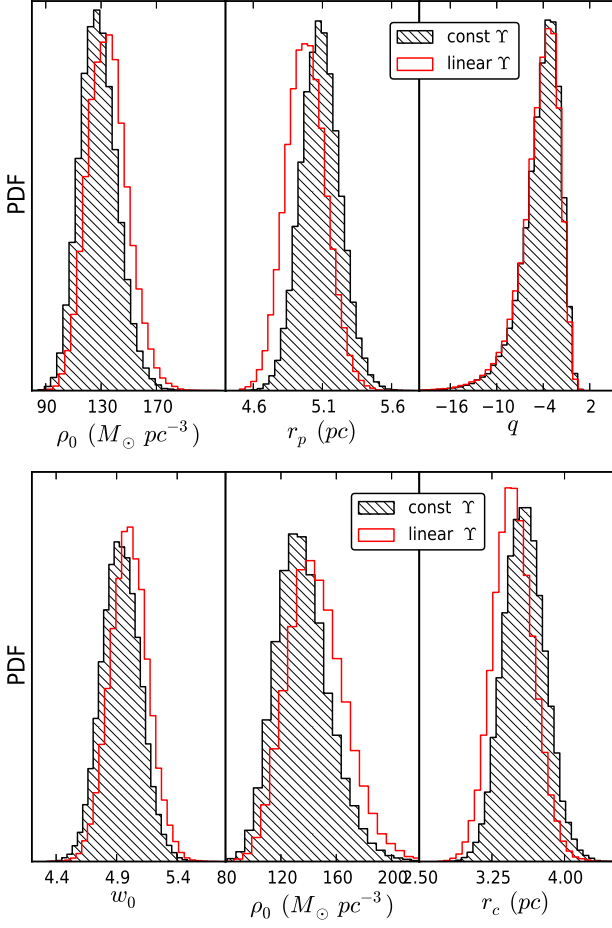 const ϒ
linear ϒ
PDF
90 130 170 4.6 5.1 5.6 −16 −10 −4 2
ρ₀ (M⊙ pc⁻³) r_p (pc) q
const ϒ
linear ϒ
PDF
4.4 4.9 5.4 80 120 160 200 2.50 3.25 4.00
w₀ ρ₀ (M⊙ pc⁻³) r_c (pc)